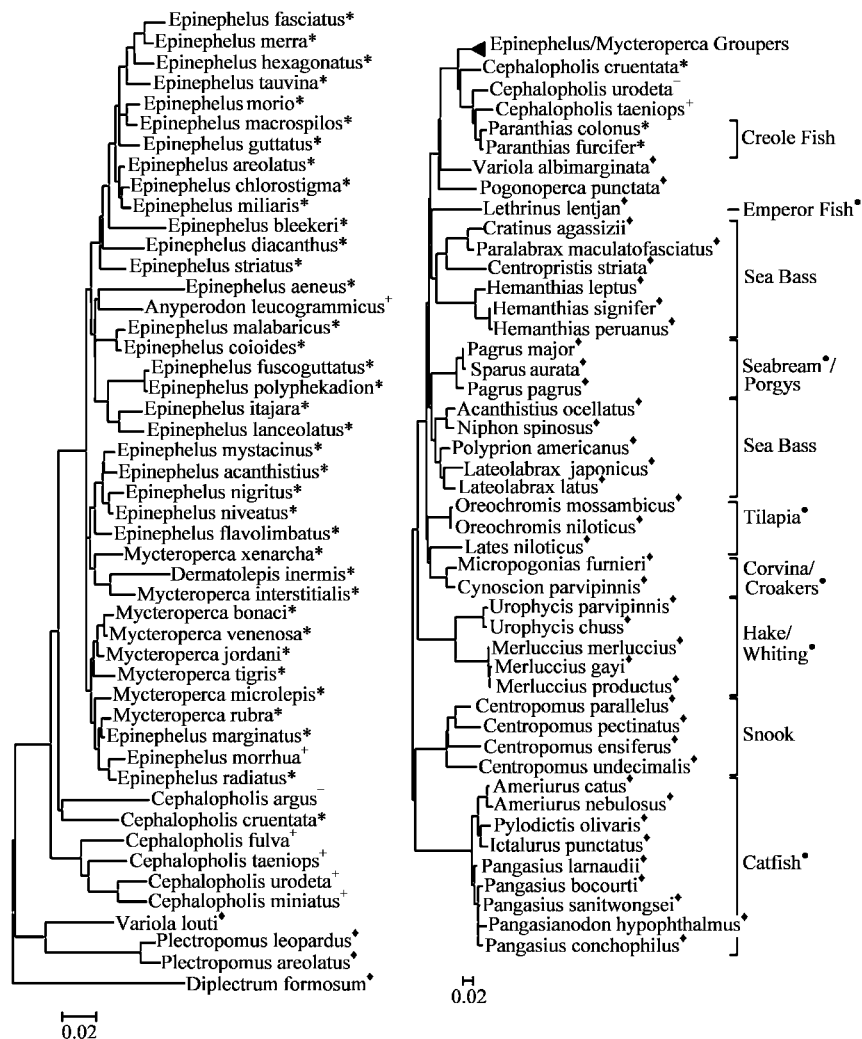 Epinephelus fasciatus*
Epinephelus merra*
Epinephelus hexagonatus*
Epinephelus tauvina*
Epinephelus morio*
Epinephelus macrospilos*
Epinephelus guttatus*
Epinephelus areolatus*
Epinephelus chlorostigma*
Epinephelus miliaris*
Epinephelus bleekeri*
Epinephelus diacanthus*
Epinephelus striatus*
Epinephelus aeneus*
Anyperodon leucogrammicus+
Epinephelus malabaricus*
Epinephelus coioides*
Epinephelus fuscoguttatus*
Epinephelus polyphekadion*
Epinephelus itajara*
Epinephelus lanceolatus*
Epinephelus mystacinus*
Epinephelus acanthistius*
Epinephelus nigritus*
Epinephelus niveatus*
Epinephelus flavolimbatus*
Mycteroperca xenarcha*
Dermatolepis inermis*
Mycteroperca interstitialis*
Mycteroperca bonaci*
Mycteroperca venenosa*
Mycteroperca jordani*
Mycteroperca tigris*
Mycteroperca microlepis*
Mycteroperca rubra*
Epinephelus marginatus*
Epinephelus morrhua+
Epinephelus radiatus*
Cephalopholis argus−
Cephalopholis cruentata*
Cephalopholis fulva+
Cephalopholis taeniops+
Cephalopholis urodeta+
Cephalopholis miniatus+
Variola louti♦
Plectropomus leopardus♦
Plectropomus areolatus♦
Diplectrum formosum♦
0.02
Epinephelus/Mycteroperca Groupers
Cephalopholis cruentata*
Cephalopholis urodeta−
Cephalopholis taeniops+
Paranthias colonus*
Paranthias furcifer*
Creole Fish
Variola albimarginata♦
Pogonoperca punctata♦
Lethrinus lentjan♦
Emperor Fish●
Cratinus agassizii♦
Paralabrax maculatofasciatus♦
Centropristis striata♦
Hemanthias leptus♦
Hemanthias signifer♦
Hemanthias peruanus♦
Sea Bass
Pagrus major♦
Sparus aurata♦
Pagrus pagrus♦
Seabream●/
Porgys
Acanthistius ocellatus♦
Niphon spinosus♦
Polyprion americanus♦
Lateolabrax japonicus♦
Lateolabrax latus♦
Sea Bass
Oreochromis mossambicus♦
Oreochromis niloticus♦
Lates niloticus♦
Tilapia●
Micropogonias furnieri♦
Cynoscion parvipinnis♦
Corvina/
Croakers●
Urophycis parvipinnis♦
Urophycis chuss♦
Merluccius merluccius♦
Merluccius gayi♦
Merluccius productus♦
Hake/
Whiting●
Centropomus parallelus♦
Centropomus pectinatus♦
Centropomus ensiferus♦
Centropomus undecimalis♦
Snook
Ameriurus catus♦
Ameriurus nebulosus♦
Pylodictis olivaris♦
Ictalurus punctatus♦
Pangasius larnaudii♦
Pangasius bocourti♦
Pangasius sanitwongsei♦
Pangasianodon hypophthalmus♦
Pangasius conchophilus♦
Catfish●
0.02